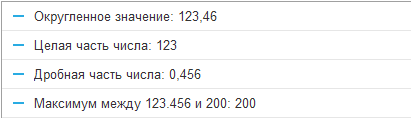 Округленное значение: 123,46
Целая часть числа: 123
Дробная часть числа: 0,456
Максимум между 123.456 и 200: 200